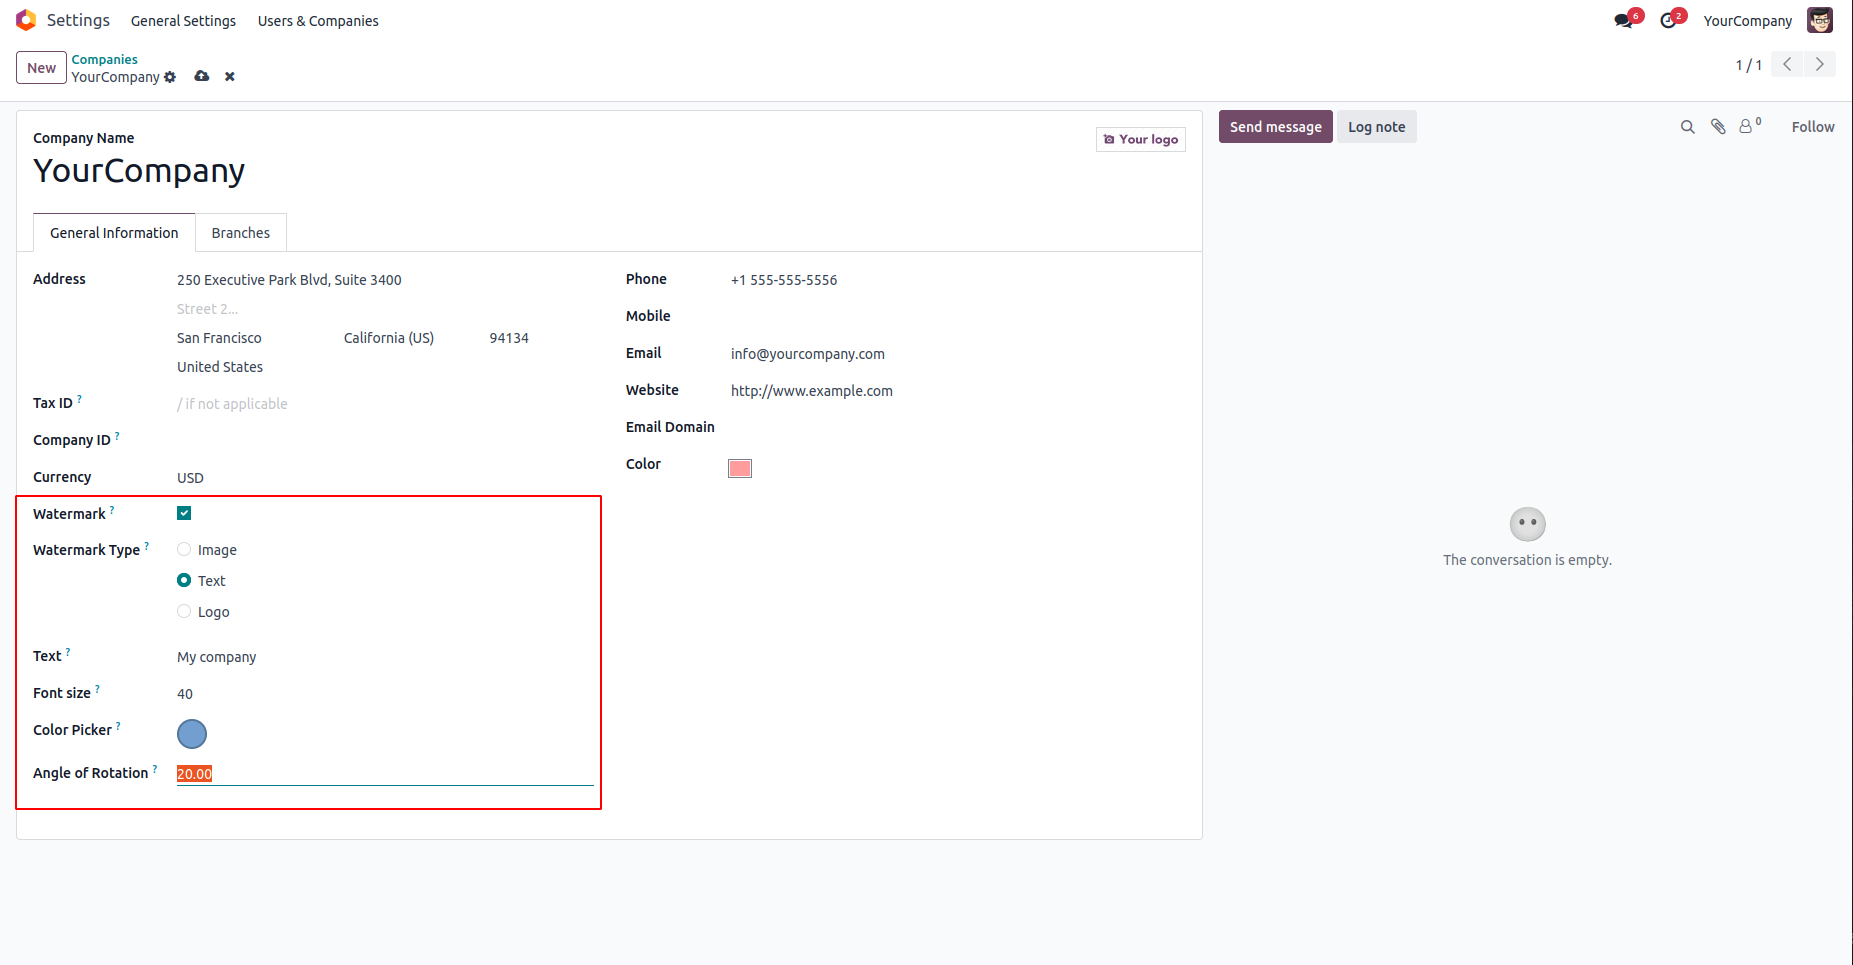 Settings General Settings Users & Companies 6 2 YourCompany
New Companies
YourCompany
1 / 1
Company Name
YourCompany
Your logo
Send message Log note 0 Follow
General Information Branches
Address 250 Executive Park Blvd, Suite 3400
Street 2...
San Francisco California (US) 94134
United States
Tax ID ? / if not applicable
Company ID ?
Currency USD
Phone +1 555-555-5556
Mobile
Email info@yourcompany.com
Website http://www.example.com
Email Domain
Color
Watermark ?
Watermark Type ? Image
Text
Logo
Text ? My company
Font size ? 40
Color Picker ?
Angle of Rotation ? 20.00
The conversation is empty.